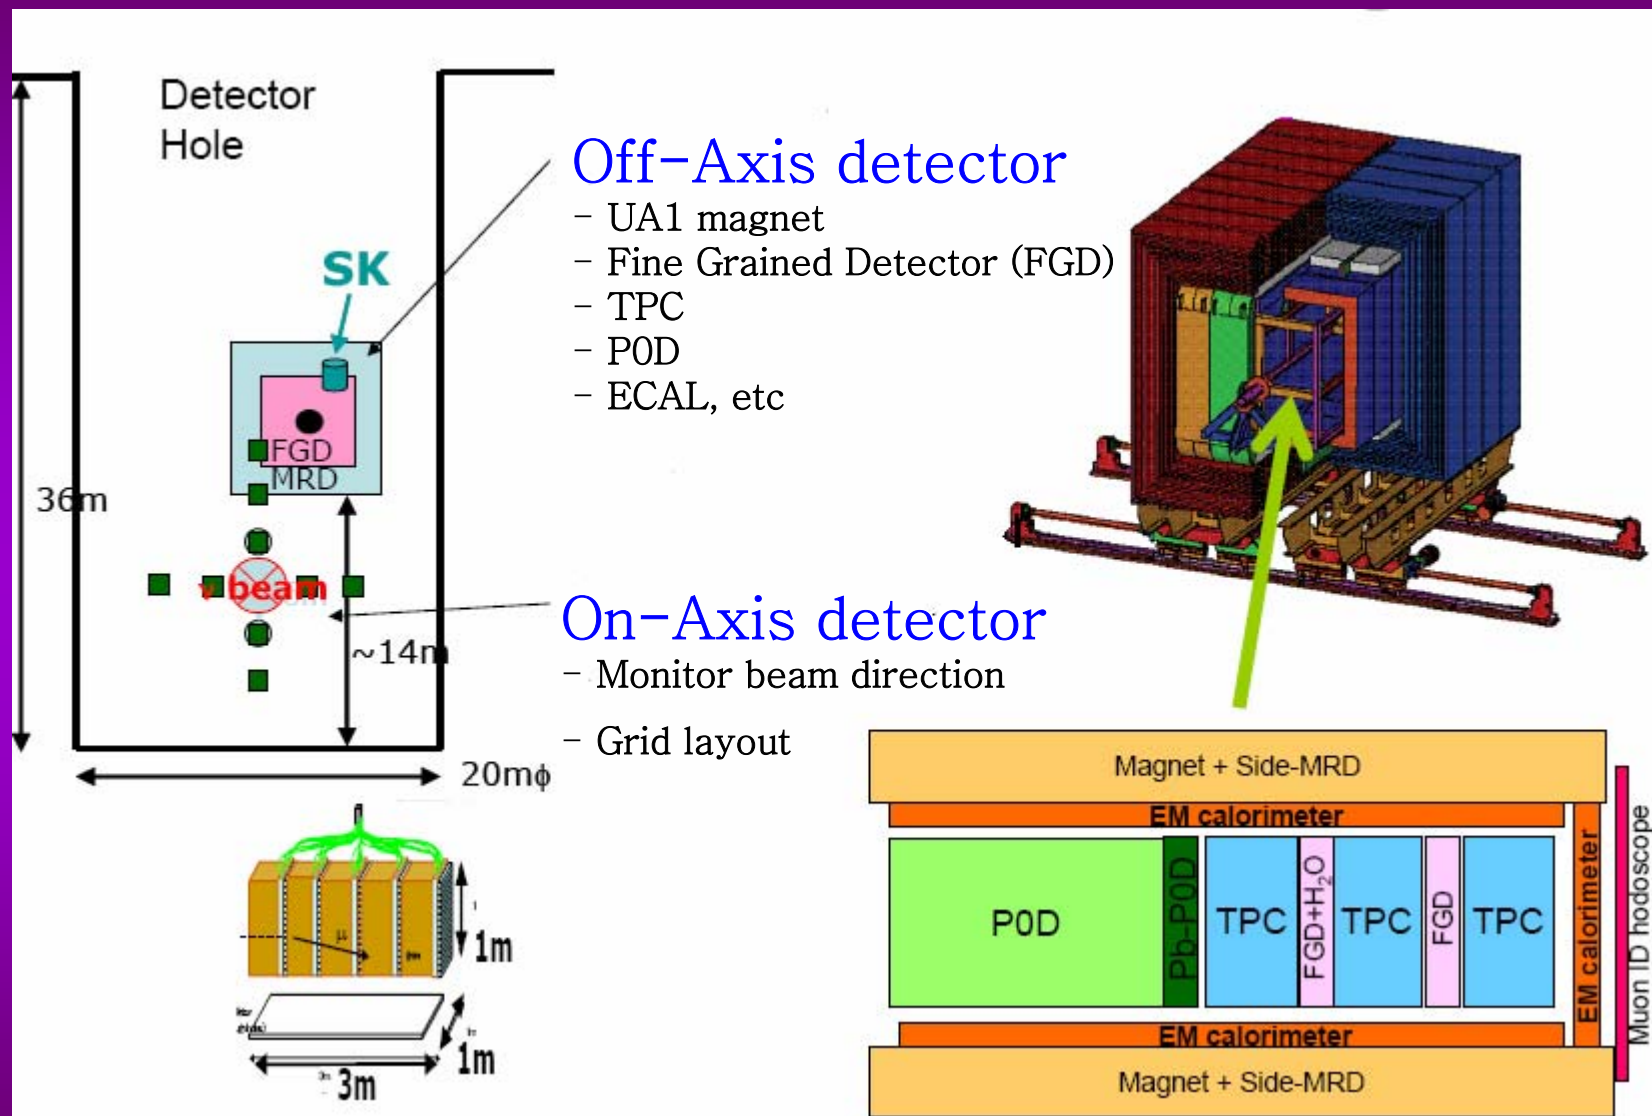 Detector
Hole
SK
FGD
MRD
36m
ν beam
~14m
20mϕ
Off-Axis detector
- UA1 magnet
- Fine Grained Detector (FGD)
- TPC
- P0D
- ECAL, etc
On-Axis detector
- Monitor beam direction
- Grid layout
μ
1m
1m
3m
Magnet + Side-MRD
EM calorimeter
P0D
Pb-P0D
TPC
FGD+H₂O
TPC
FGD
TPC
EM calorimeter
Muon ID hodoscope
EM calorimeter
Magnet + Side-MRD